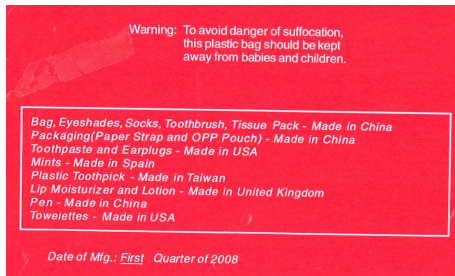 Warning: To avoid danger of suffocation,
this plastic bag should be kept
away from babies and children.
Bag, Eyeshades, Socks, Toothbrush, Tissue Pack - Made in China
Packaging(Paper Strap and OPP Pouch) - Made in China
Toothpaste and Earplugs - Made in USA
Mints - Made in Spain
Plastic Toothpick - Made in Taiwan
Lip Moisturizer and Lotion - Made in United Kingdom
Pen - Made in China
Towelettes - Made in USA
Date of Mfg.: First Quarter of 2008